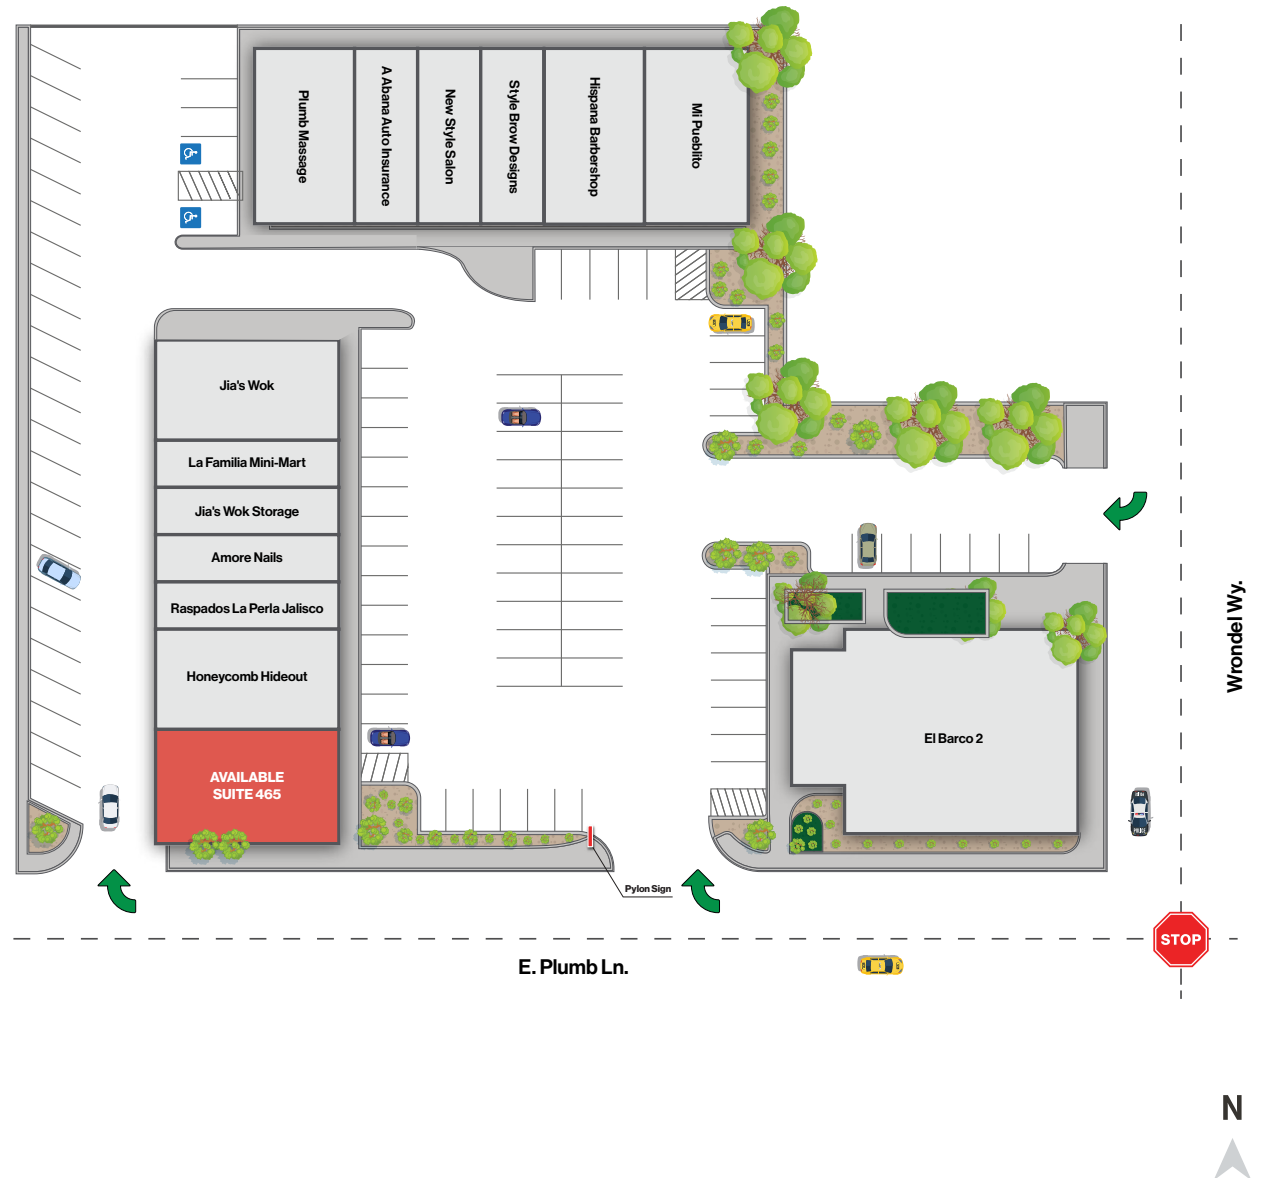 Plumb Massage
A Abana Auto Insurance
New Style Salon
Style Brow Designs
Hispana Barbershop
Mi Pueblito
Jia's Wok
La Familia Mini-Mart
Jia's Wok Storage
Amore Nails
Raspados La Perla Jalisco
Honeycomb Hideout
AVAILABLE
SUITE 465
El Barco 2
Wrondel Wy.
POLICE
Pylon Sign
STOP
E. Plumb Ln.
N